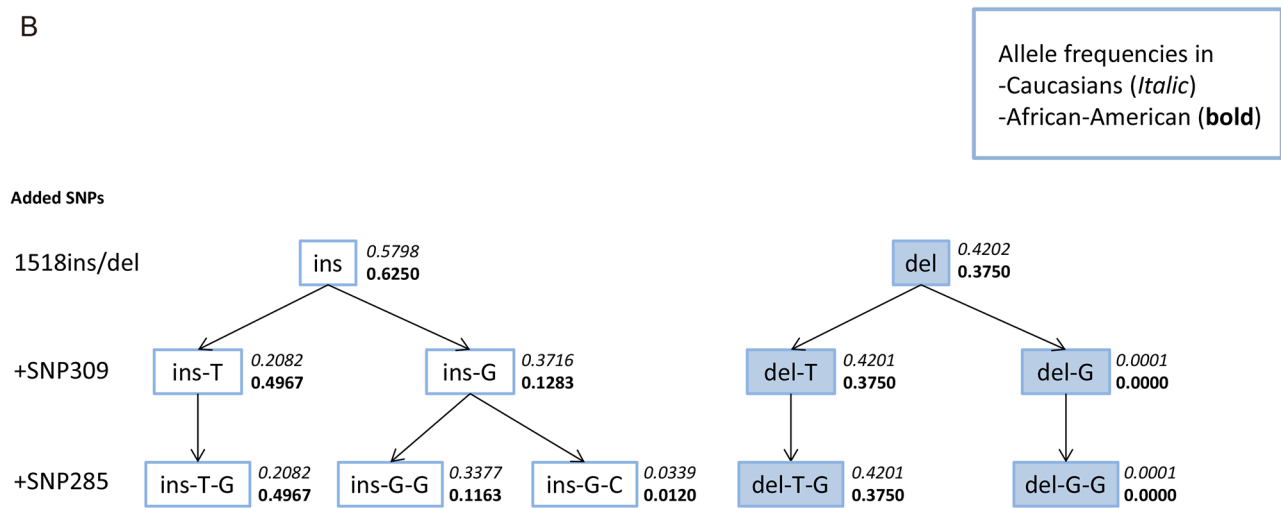 B
Allele frequencies in
-Caucasians (Italic)
-African-American (bold)
Added SNPs
1518ins/del
ins
0.5798
0.6250
del
0.4202
0.3750
+SNP309
ins-T
0.2082
0.4967
ins-G
0.3716
0.1283
del-T
0.4201
0.3750
del-G
0.0001
0.0000
+SNP285
ins-T-G
0.2082
0.4967
ins-G-G
0.3377
0.1163
ins-G-C
0.0339
0.0120
del-T-G
0.4201
0.3750
del-G-G
0.0001
0.0000